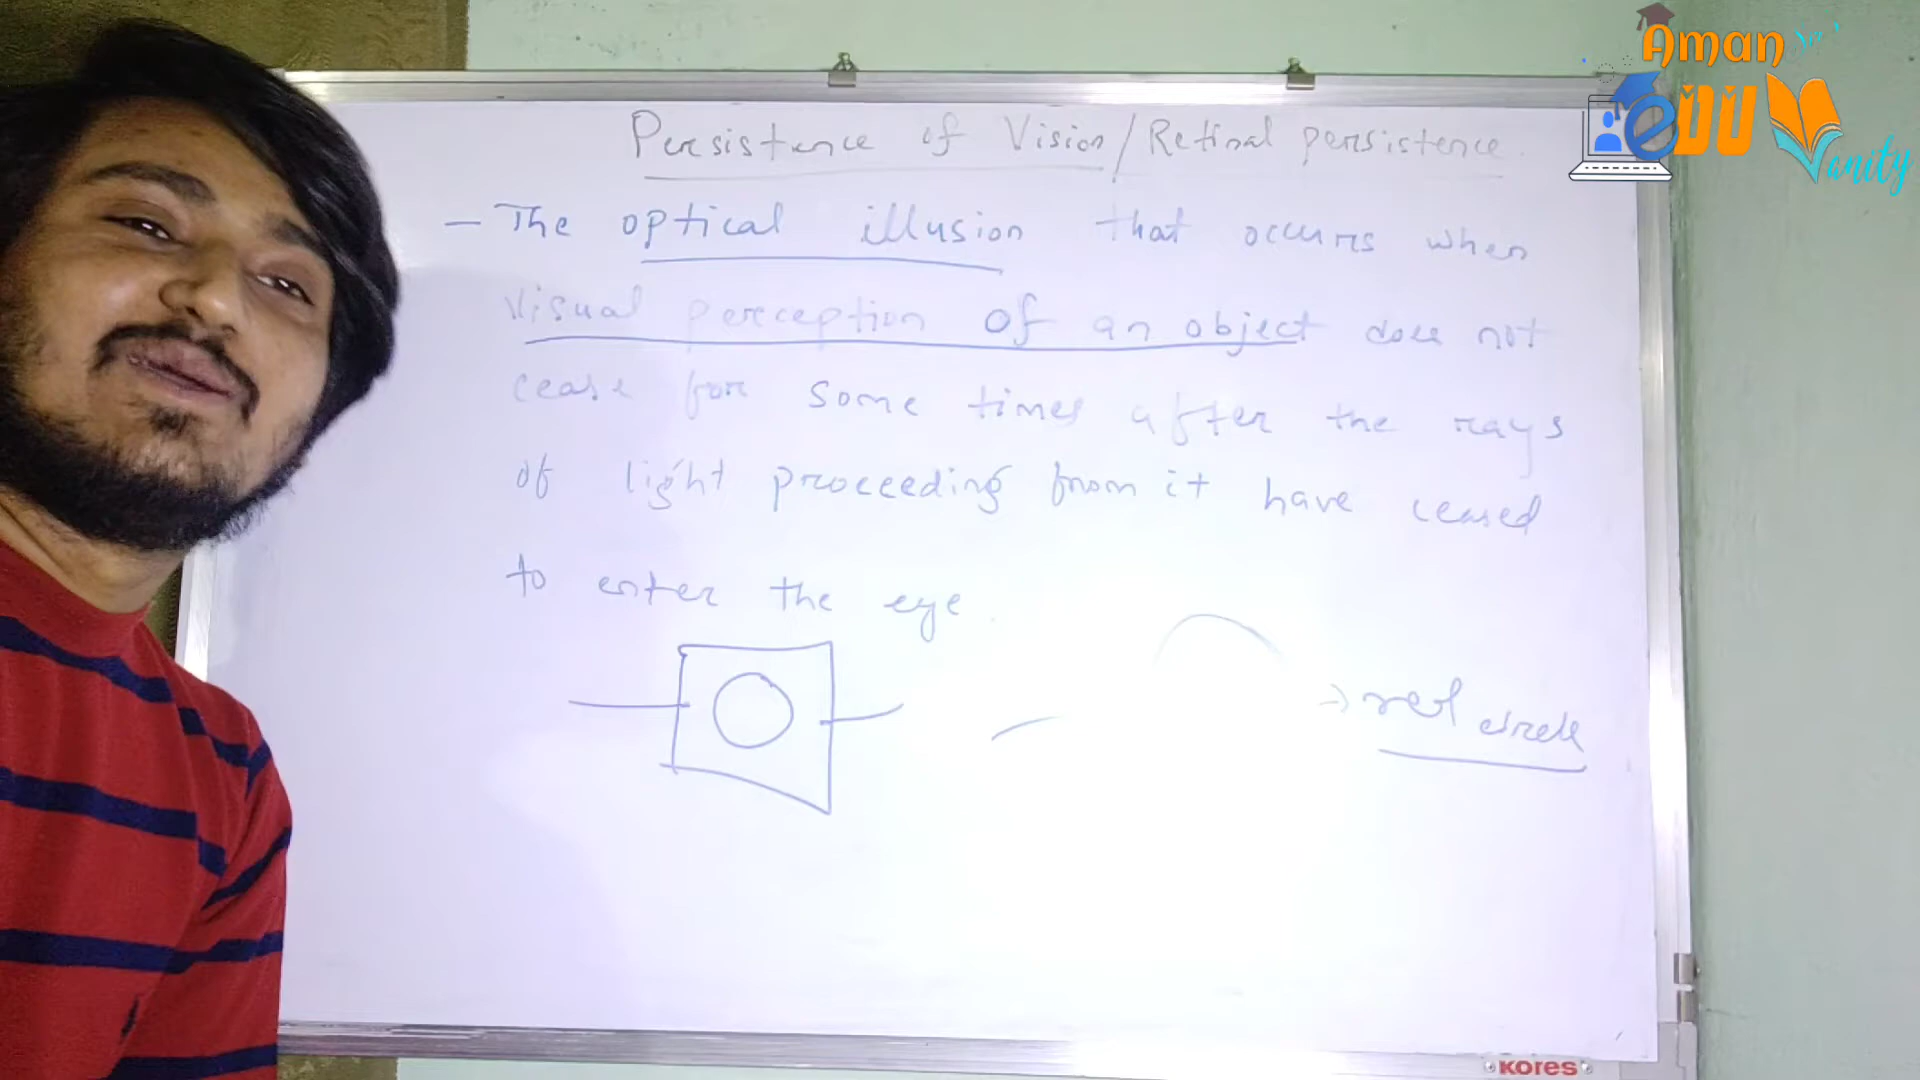 Persistence of Vision / Retinal persistence
- The optical illusion that occurs when
visual perception of an object does not
cease for some times after the rays
of light proceeding from it have ceased
to enter the eye.
→ red circle
Aman
eDU
Vanity
KORES